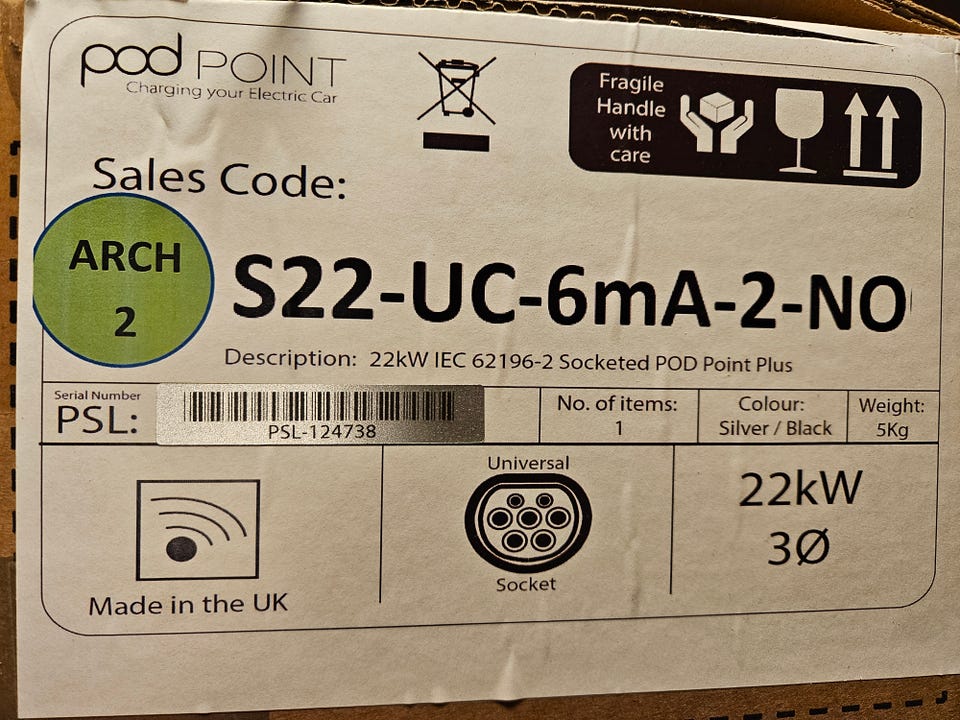 pod POINT
Charging your Electric Car
Fragile
Handle
with
care
Sales Code:
ARCH
2
S22-UC-6mA-2-NO
Description: 22kW IEC 62196-2 Socketed POD Point Plus
Serial Number
PSL:
PSL-124738
No. of items:
1
Colour:
Silver / Black
Weight:
5Kg
Made in the UK
Universal
Socket
22kW
3Ø